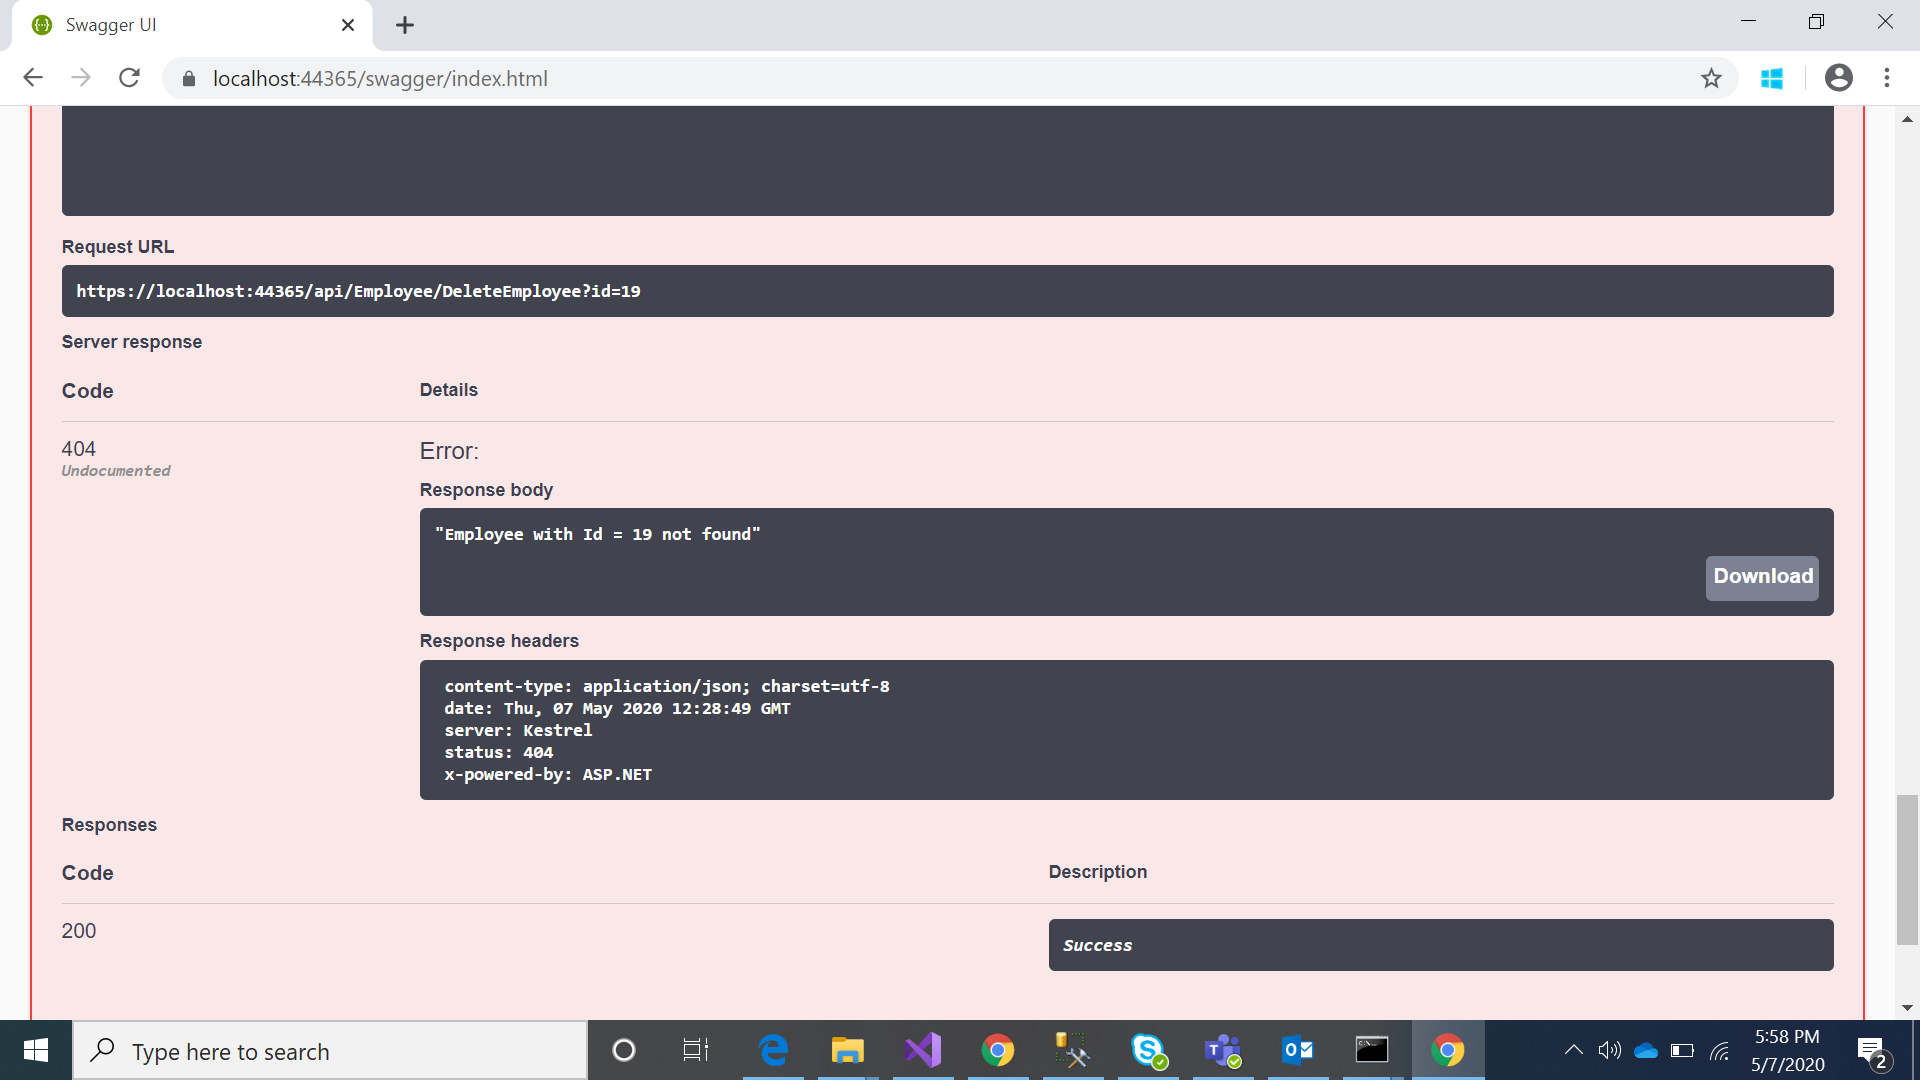 Swagger UI
localhost:44365/swagger/index.html
Request URL
https://localhost:44365/api/Employee/DeleteEmployee?id=19
Server response
Code Details
404 Error:
Undocumented
Response body
"Employee with Id = 19 not found"
Download
Response headers
content-type: application/json; charset=utf-8
date: Thu, 07 May 2020 12:28:49 GMT
server: Kestrel
status: 404
x-powered-by: ASP.NET
Responses
Code Description
200 Success
Type here to search
5:58 PM
5/7/2020
2